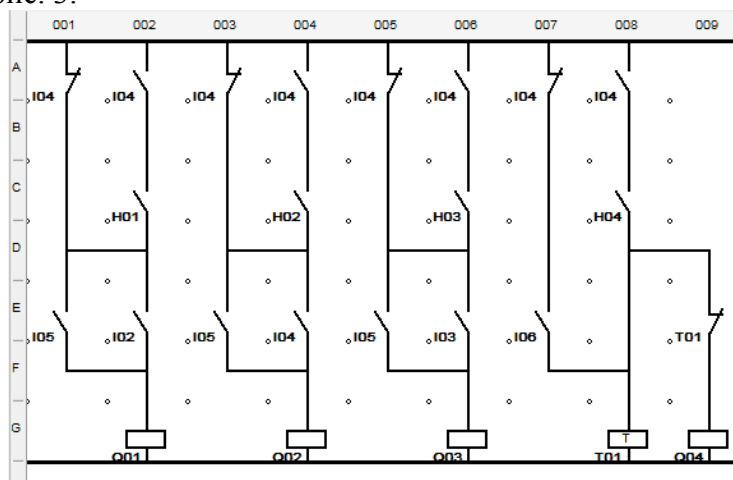 3.
001 002 003 004 005 006 007 008 009
A
I04 I04 I04 I04 I04 I04 I04 I04
B
C
H01 H02 H03 H04
D
E
I05 I02 I05 I04 I05 I03 I06 T01
F
G
T
Q01 Q02 Q03 T01 Q04